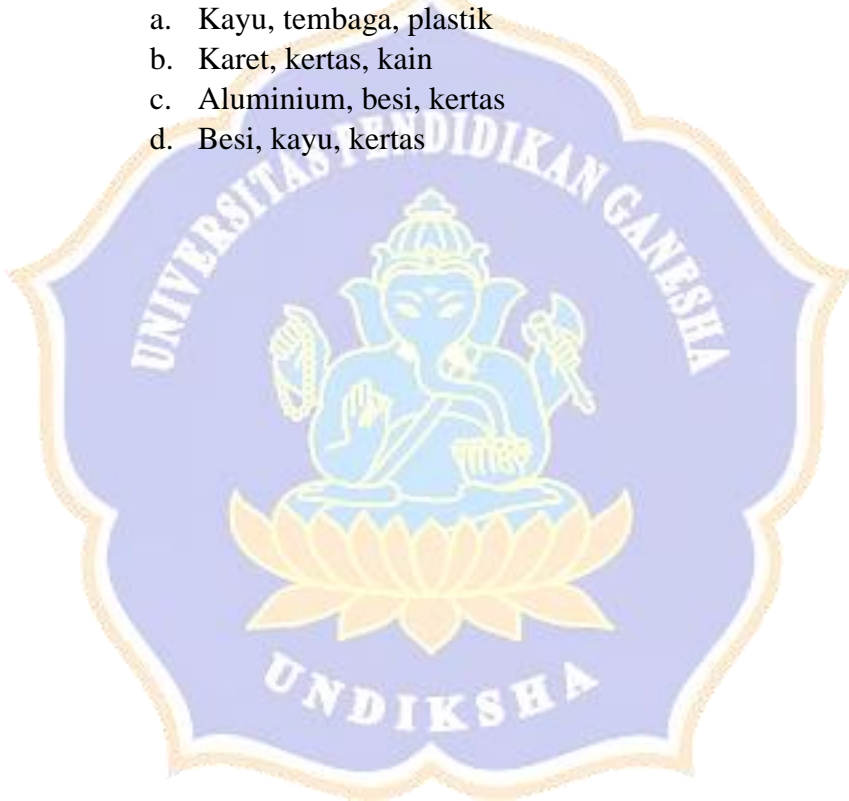 a. Kayu, tembaga, plastik
b. Karet, kertas, kain
c. Aluminium, besi, kertas
d. Besi, kayu, kertas
UNIVERSITAS PENDIDIKAN GANESHA
UNDIKSHA